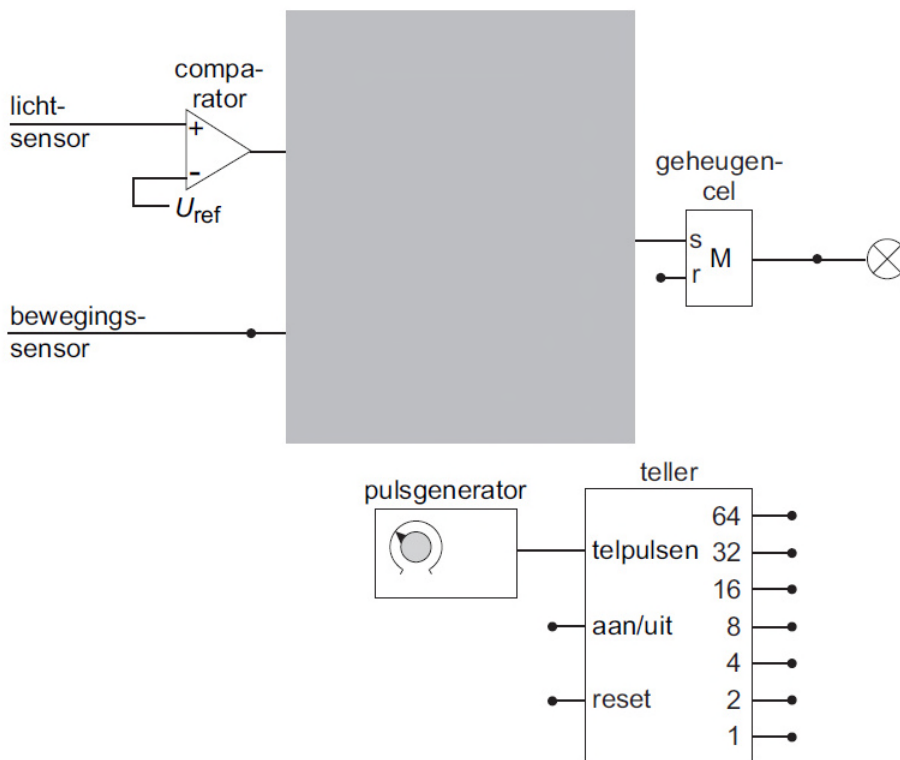 compa-
rator
licht-
sensor
+
-
Uref
geheugen-
cel
s
M
r
bewegings-
sensor
teller
pulsgenerator
64
telpulsen 32
16
aan/uit 8
4
reset 2
1